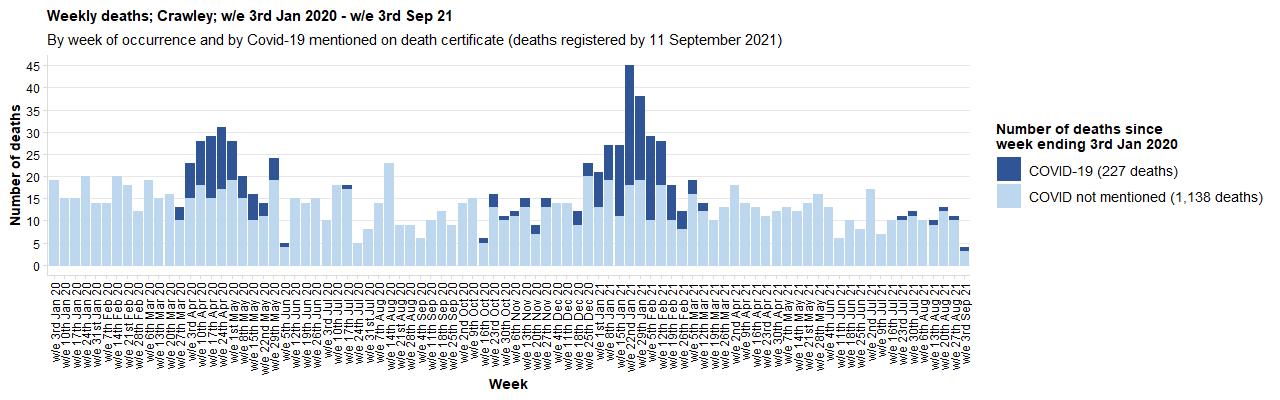 Weekly deaths; Crawley; w/e 3rd Jan 2020 - w/e 3rd Sep 21
By week of occurrence and by Covid-19 mentioned on death certificate (deaths registered by 11 September 2021)
Number of deaths
45
40
35
30
25
20
15
10
5
0
w/e 3rd Jan 20
w/e 10th Jan 20
w/e 17th Jan 20
w/e 24th Jan 20
w/e 31st Jan 20
w/e 7th Feb 20
w/e 14th Feb 20
w/e 21st Feb 20
w/e 28th Feb 20
w/e 6th Mar 20
w/e 13th Mar 20
w/e 20th Mar 20
w/e 27th Mar 20
w/e 3rd Apr 20
w/e 10th Apr 20
w/e 17th Apr 20
w/e 24th Apr 20
w/e 1st May 20
w/e 8th May 20
w/e 15th May 20
w/e 22nd May 20
w/e 29th May 20
w/e 5th Jun 20
w/e 12th Jun 20
w/e 19th Jun 20
w/e 26th Jun 20
w/e 3rd Jul 20
w/e 10th Jul 20
w/e 17th Jul 20
w/e 24th Jul 20
w/e 31st Jul 20
w/e 7th Aug 20
w/e 14th Aug 20
w/e 21st Aug 20
w/e 28th Aug 20
w/e 4th Sep 20
w/e 11th Sep 20
w/e 18th Sep 20
w/e 25th Sep 20
w/e 2nd Oct 20
w/e 9th Oct 20
w/e 16th Oct 20
w/e 23rd Oct 20
w/e 30th Oct 20
w/e 6th Nov 20
w/e 13th Nov 20
w/e 20th Nov 20
w/e 27th Nov 20
w/e 4th Dec 20
w/e 11th Dec 20
w/e 18th Dec 20
w/e 25th Dec 20
w/e 1st Jan 21
w/e 8th Jan 21
w/e 15th Jan 21
w/e 22nd Jan 21
w/e 29th Jan 21
w/e 5th Feb 21
w/e 12th Feb 21
w/e 19th Feb 21
w/e 26th Feb 21
w/e 5th Mar 21
w/e 12th Mar 21
w/e 19th Mar 21
w/e 26th Mar 21
w/e 2nd Apr 21
w/e 9th Apr 21
w/e 16th Apr 21
w/e 23rd Apr 21
w/e 30th Apr 21
w/e 7th May 21
w/e 14th May 21
w/e 21st May 21
w/e 28th May 21
w/e 4th Jun 21
w/e 11th Jun 21
w/e 18th Jun 21
w/e 25th Jun 21
w/e 2nd Jul 21
w/e 9th Jul 21
w/e 16th Jul 21
w/e 23rd Jul 21
w/e 30th Jul 21
w/e 6th Aug 21
w/e 13th Aug 21
w/e 20th Aug 21
w/e 27th Aug 21
w/e 3rd Sep 21
Week
Number of deaths since
week ending 3rd Jan 2020
COVID-19 (227 deaths)
COVID not mentioned (1,138 deaths)